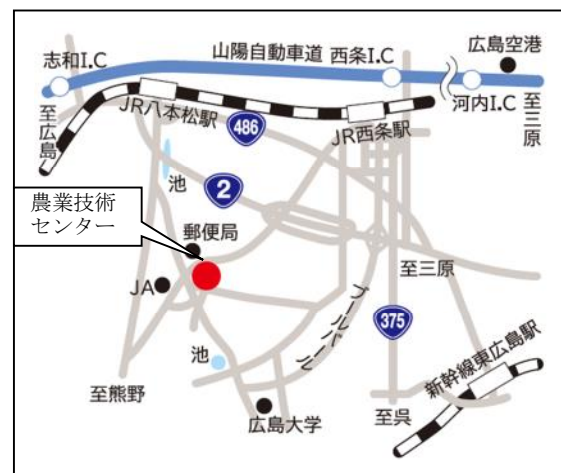 山陽自動車道 西条I.C
広島空港
志和I.C
河内I.C
至三原
至広島
JR八本松駅
JR西条駅
486
池
2
農業技術
センター
郵便局
至三原
JA
ブールバール
375
池
新幹線東広島駅
至熊野
広島大学
至呉